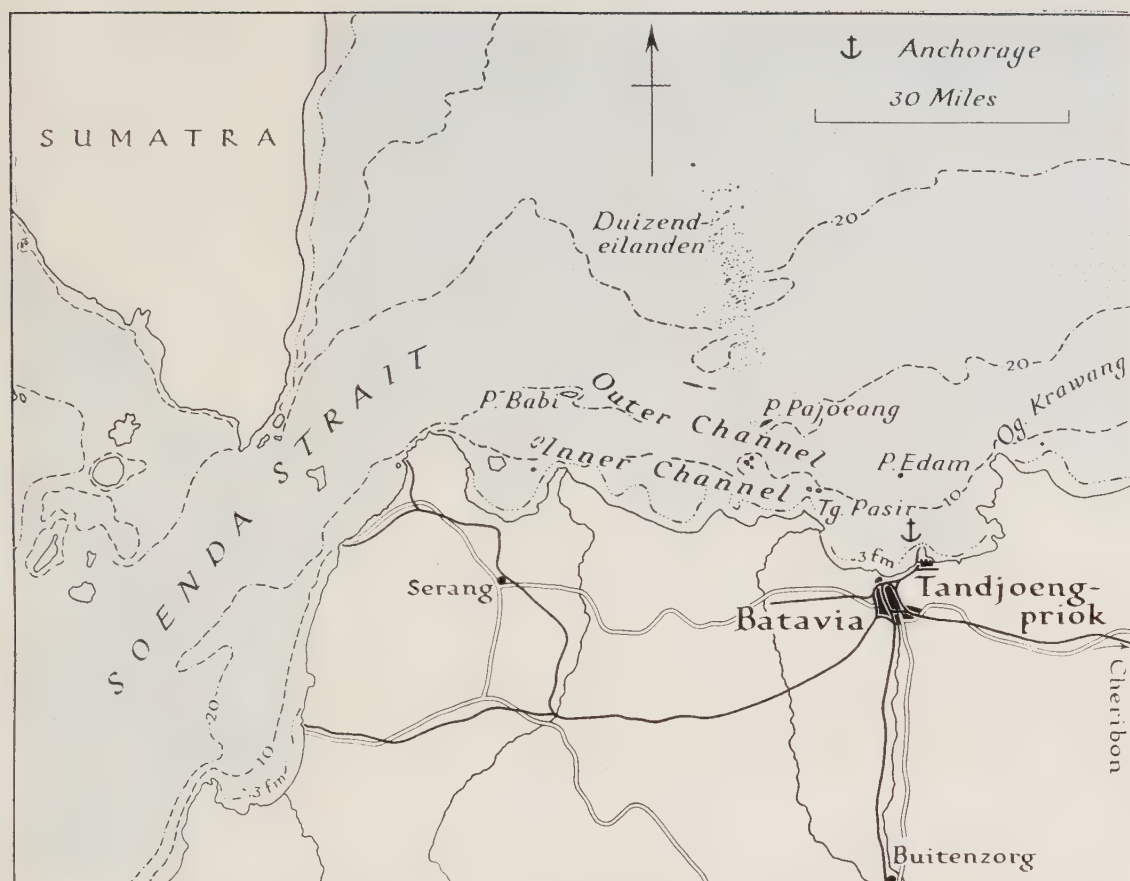 Anchorage
30 Miles
SUMATRA
Duizend-
eilanden
20
SOENDA STRAIT
P. Babi
Outer Channel
20
P. Pajoeang
Og. Krawang
Inner Channel
P. Edam
10
Tg. Pasir
3 fm
Serang
Batavia
Tandjoeng-
priok
Cheribon
20
10
3 fm
Buitenzorg